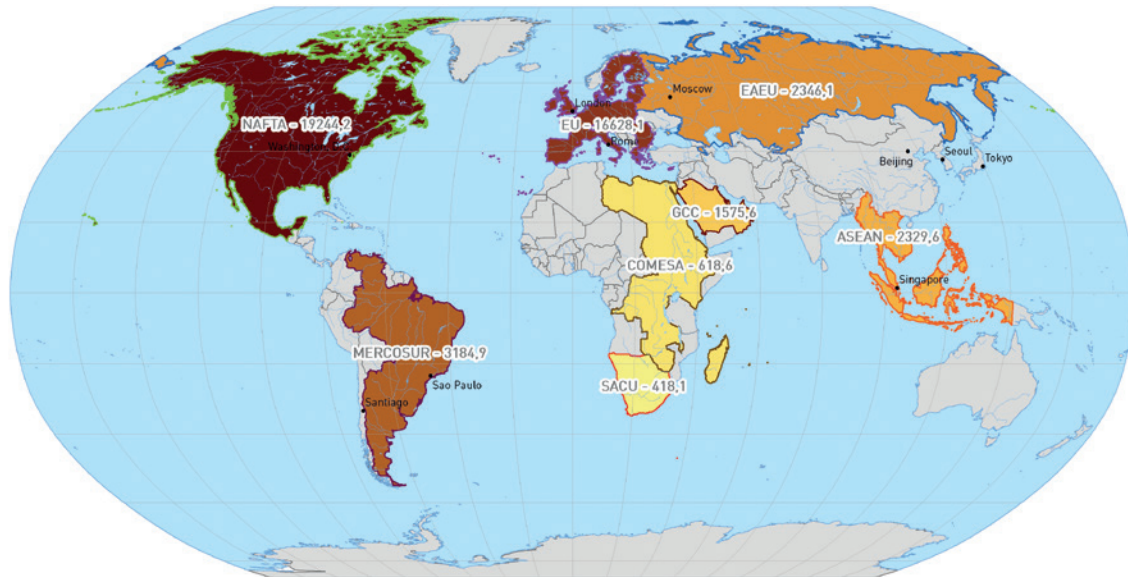 Moscow
EAEU - 2346,1
London
NAFTA - 19244,2
EU - 16628,1
Washington
Rome
Beijing
Seoul
Tokyo
GCC - 1575,6
ASEAN - 2329,6
COMESA - 618,6
Singapore
MERCOSUR - 3184,9
Sao Paulo
SACU - 418,1
Santiago